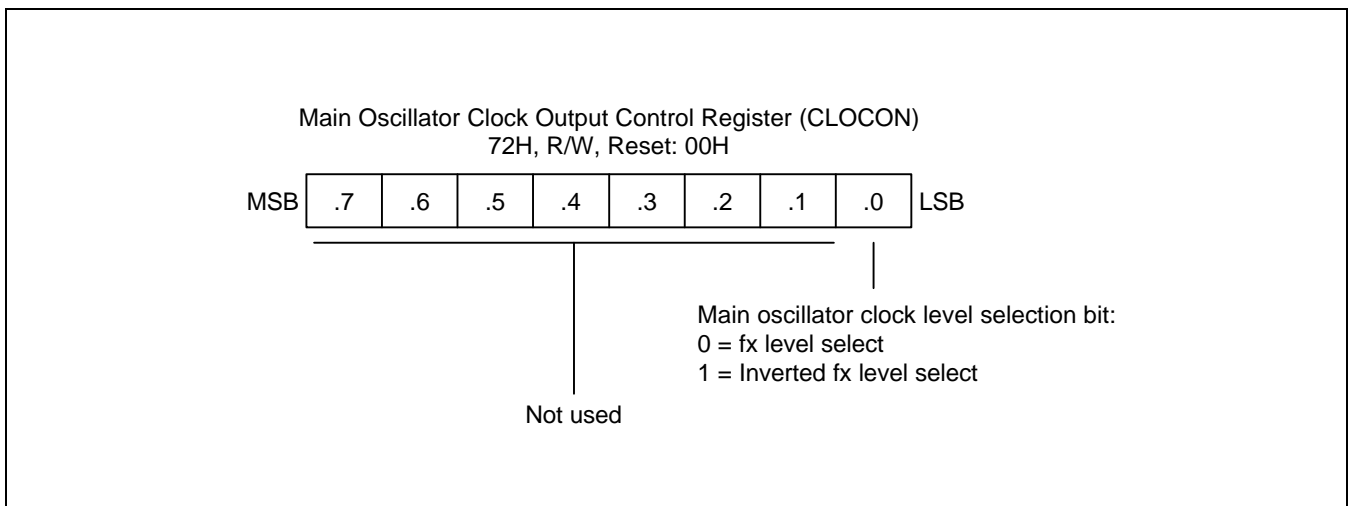 Main Oscillator Clock Output Control Register (CLOCON)
72H, R/W, Reset: 00H
MSB .7 .6 .5 .4 .3 .2 .1 .0 LSB
Main oscillator clock level selection bit:
0 = fx level select
1 = Inverted fx level select
Not used